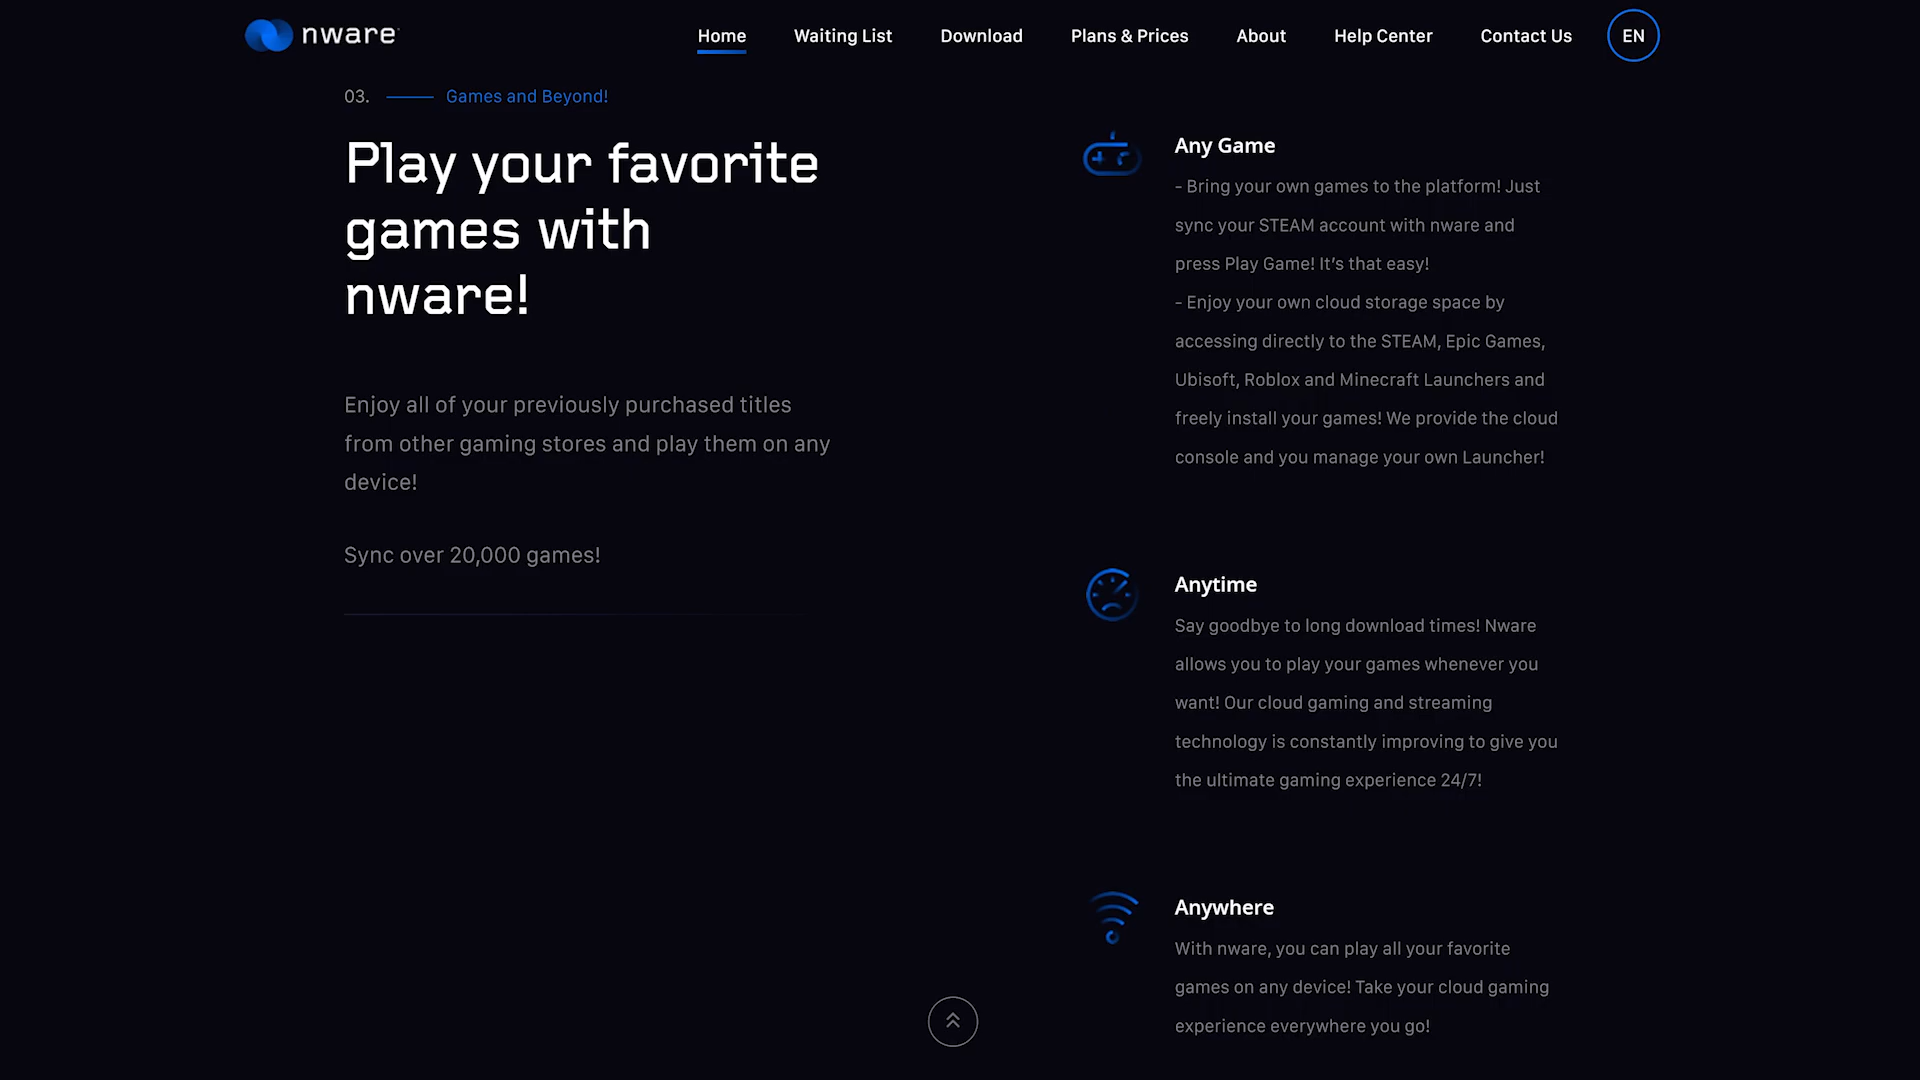 nware
Home
Waiting List
Download
Plans & Prices
About
Help Center
Contact Us
EN
03.
Games and Beyond!
Play your favorite
games with
nware!
Enjoy all of your previously purchased titles
from other gaming stores and play them on any
device!
Sync over 20,000 games!
Any Game
- Bring your own games to the platform! Just
sync your STEAM account with nware and
press Play Game! It’s that easy!
- Enjoy your own cloud storage space by
accessing directly to the STEAM, Epic Games,
Ubisoft, Roblox and Minecraft Launchers and
freely install your games! We provide the cloud
console and you manage your own Launcher!
Anytime
Say goodbye to long download times! Nware
allows you to play your games whenever you
want! Our cloud gaming and streaming
technology is constantly improving to give you
the ultimate gaming experience 24/7!
Anywhere
With nware, you can play all your favorite
games on any device! Take your cloud gaming
experience everywhere you go!